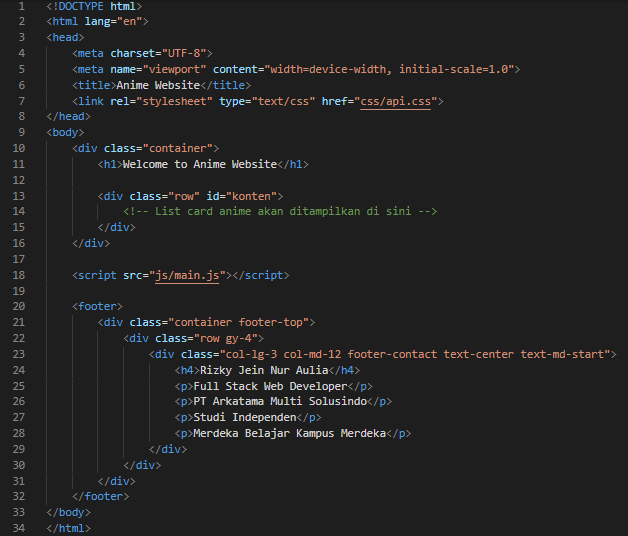 1 <!DOCTYPE html>
2 <html lang="en">
3 <head>
4     <meta charset="UTF-8">
5     <meta name="viewport" content="width=device-width, initial-scale=1.0">
6     <title>Anime Website</title>
7     <link rel="stylesheet" type="text/css" href="css/api.css">
8 </head>
9 <body>
10     <div class="container">
11         <h1>Welcome to Anime Website</h1>
12
13         <div class="row" id="konten">
14             <!-- List card anime akan ditampilkan di sini -->
15         </div>
16     </div>
17
18     <script src="js/main.js"></script>
19
20     <footer>
21         <div class="container footer-top">
22             <div class="row gy-4">
23                 <div class="col-lg-3 col-md-12 footer-contact text-center text-md-start">
24                     <h4>Rizky Jein Nur Aulia</h4>
25                     <p>Full Stack Web Developer</p>
26                     <p>PT Arkatama Multi Solusindo</p>
27                     <p>Studi Independen</p>
28                     <p>Merdeka Belajar Kampus Merdeka</p>
29                 </div>
30             </div>
31         </div>
32     </footer>
33 </body>
34 </html>